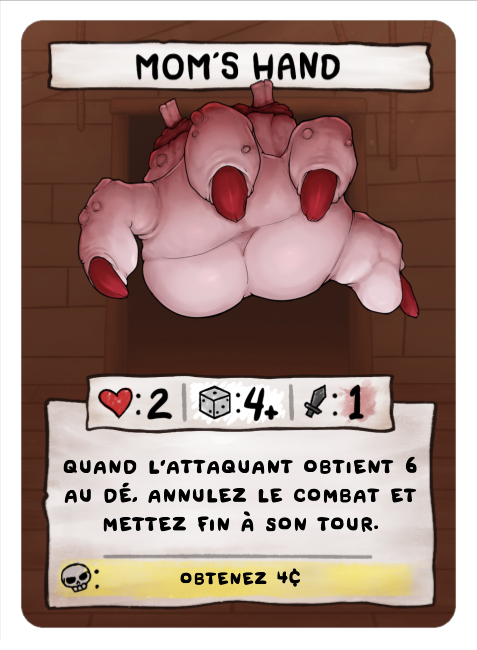 MOM'S HAND
:2 :4+ :1
QUAND L'ATTAQUANT OBTIENT 6
AU DÉ, ANNULEZ LE COMBAT ET
METTEZ FIN À SON TOUR.
: OBTENEZ 4¢